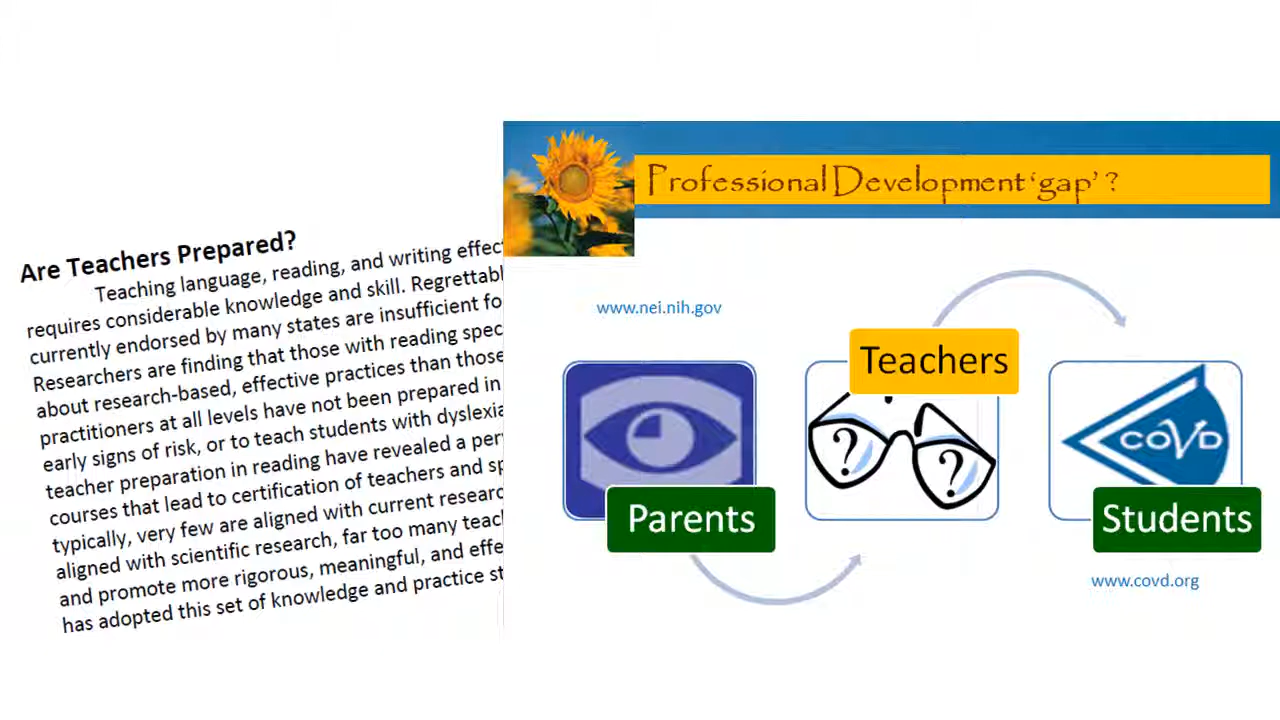 Are Teachers Prepared?
Teaching language, reading, and writing effec
requires considerable knowledge and skill. Regrettabl
currently endorsed by many states are insufficient fo
Researchers are finding that those with reading spec
about research-based, effective practices than those
practitioners at all levels have not been prepared in
early signs of risk, or to teach students with dyslexia
teacher preparation in reading have revealed a per
courses that lead to certification of teachers and sp
typically, very few are aligned with current researc
aligned with scientific research, far too many teac
and promote more rigorous, meaningful, and effe
has adopted this set of knowledge and practice st
Professional Development 'gap' ?
www.nei.nih.gov
Teachers
? ?
COVD
Parents
Students
www.covd.org